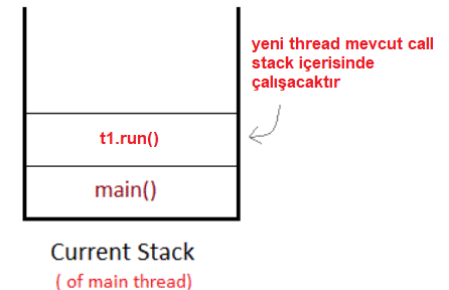 yeni thread mevcut call
stack içerisinde
çalışacaktır
t1.run()
main()
Current Stack
( of main thread)